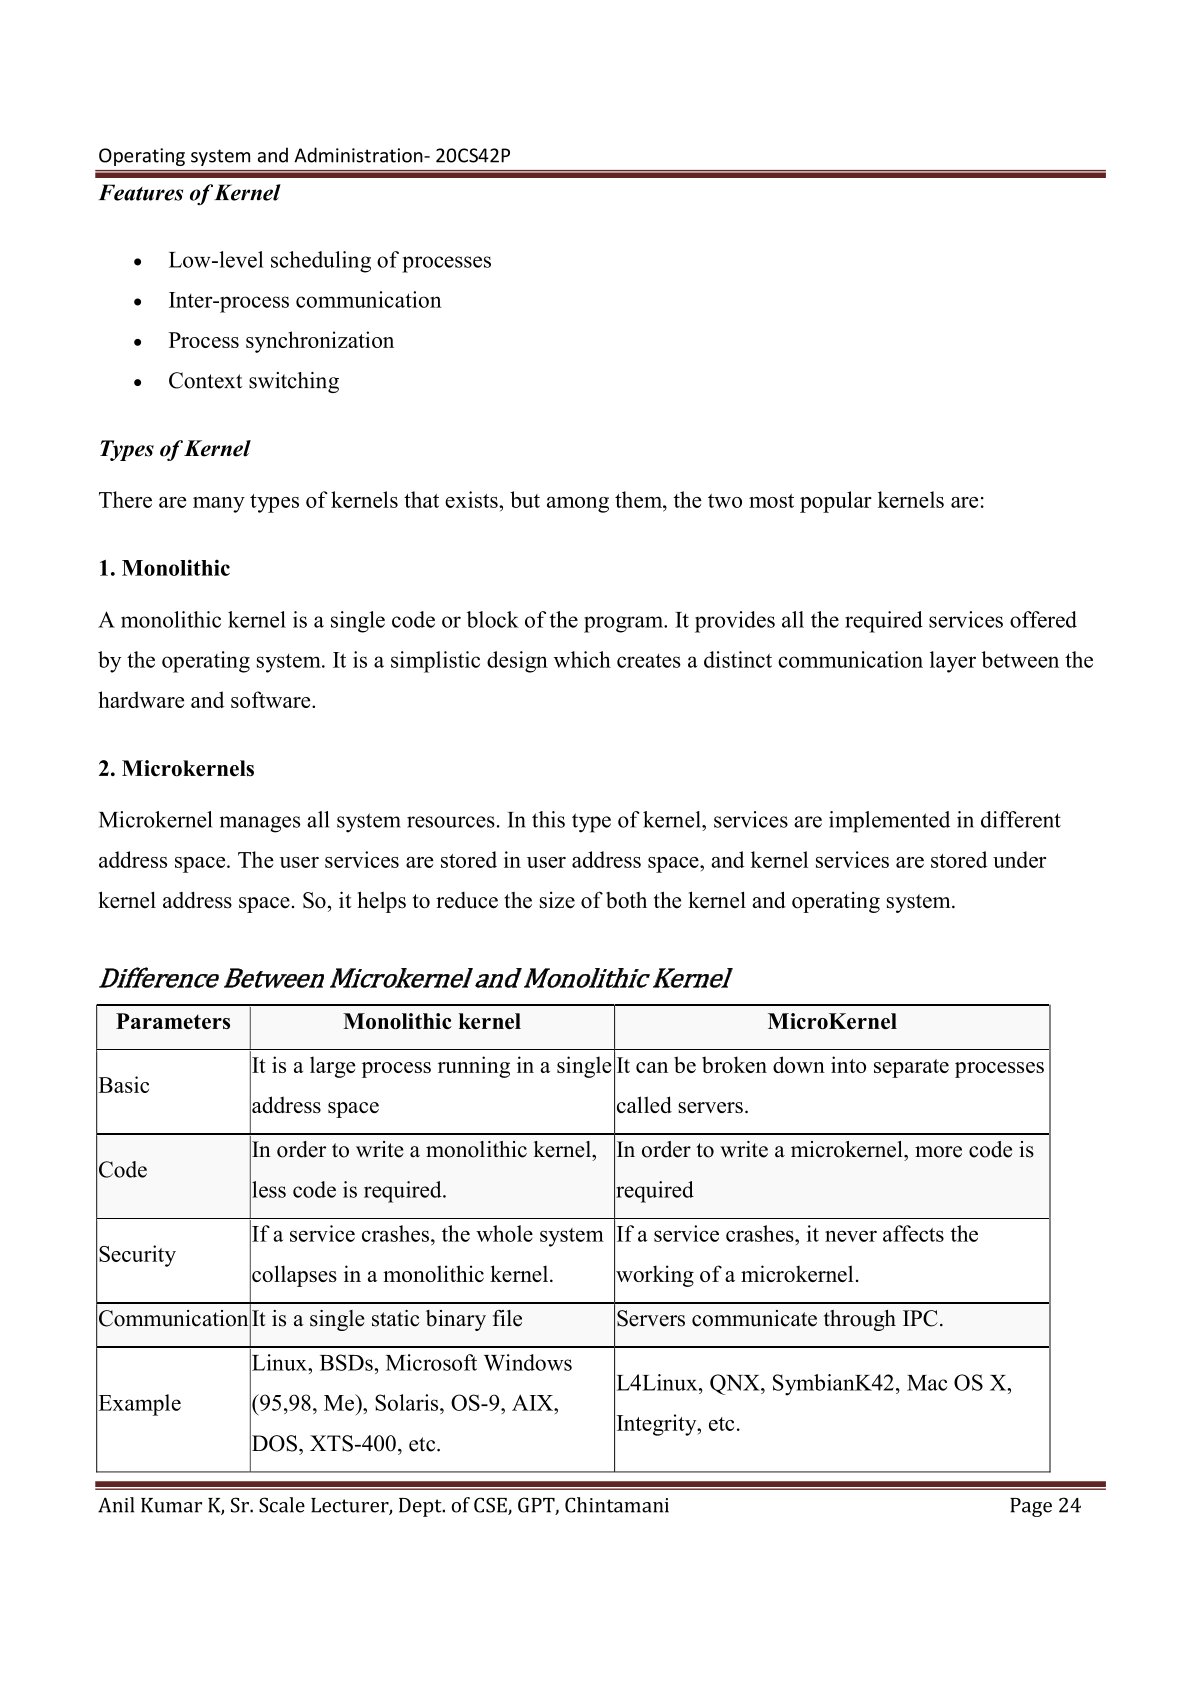 Operating system and Administration- 20CS42P
Features of Kernel
• Low-level scheduling of processes
• Inter-process communication
• Process synchronization
• Context switching
Types of Kernel
There are many types of kernels that exists, but among them, the two most popular kernels are:
1. Monolithic
A monolithic kernel is a single code or block of the program. It provides all the required services offered
by the operating system. It is a simplistic design which creates a distinct communication layer between the
hardware and software.
2. Microkernels
Microkernel manages all system resources. In this type of kernel, services are implemented in different
address space. The user services are stored in user address space, and kernel services are stored under
kernel address space. So, it helps to reduce the size of both the kernel and operating system.
Difference Between Microkernel and Monolithic Kernel
Parameters Monolithic kernel MicroKernel
Basic
It is a large process running in a single
address space
It can be broken down into separate processes
called servers.
Code
In order to write a monolithic kernel,
less code is required.
In order to write a microkernel, more code is
required
Security
If a service crashes, the whole system
collapses in a monolithic kernel.
If a service crashes, it never affects the
working of a microkernel.
Communication It is a single static binary file Servers communicate through IPC.
Example
Linux, BSDs, Microsoft Windows
(95,98, Me), Solaris, OS-9, AIX,
DOS, XTS-400, etc.
L4Linux, QNX, SymbianK42, Mac OS X,
Integrity, etc.
Anil Kumar K, Sr. Scale Lecturer, Dept. of CSE, GPT, Chintamani Page 24